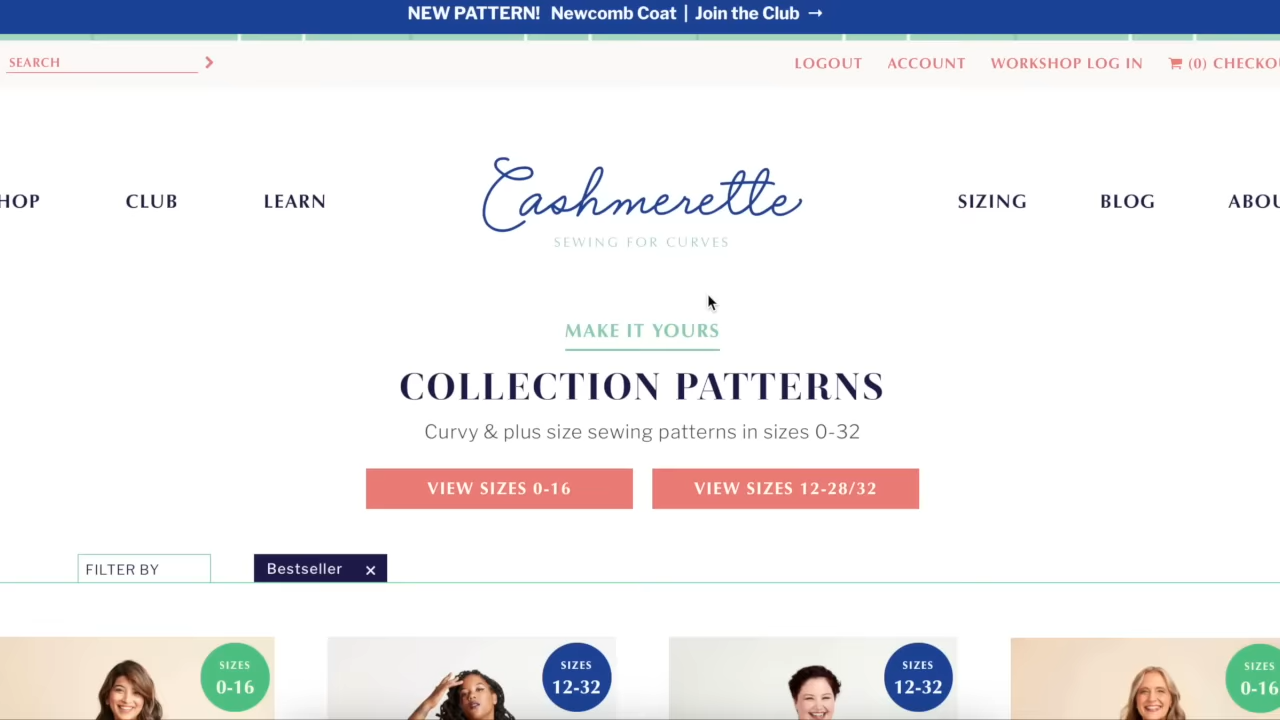 NEW PATTERN! Newcomb Coat | Join the Club →
SEARCH
LOGOUT ACCOUNT WORKSHOP LOG IN (0) CHECKOU
HOP CLUB LEARN
Cashmerette
SEWING FOR CURVES
SIZING BLOG ABOU
MAKE IT YOURS
COLLECTION PATTERNS
Curvy & plus size sewing patterns in sizes 0-32
VIEW SIZES 0-16 VIEW SIZES 12-28/32
FILTER BY Bestseller ×
SIZES
0-16
SIZES
12-32
SIZES
12-32
SIZES
0-16